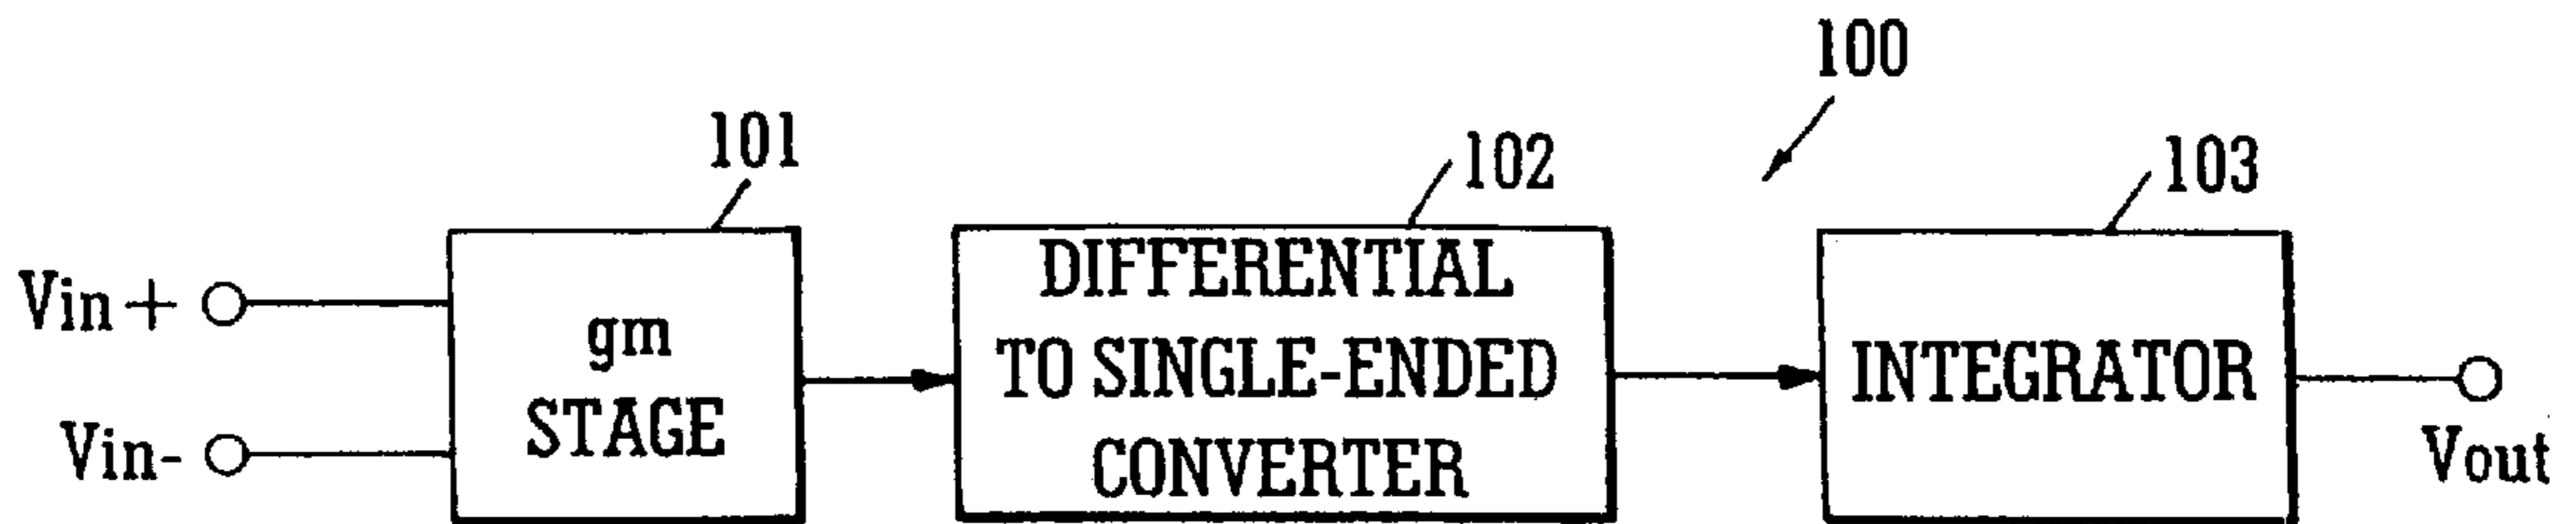 100
101
102
103
Vin+
Vin-
gm
STAGE
DIFFERENTIAL
TO SINGLE-ENDED
CONVERTER
INTEGRATOR
Vout